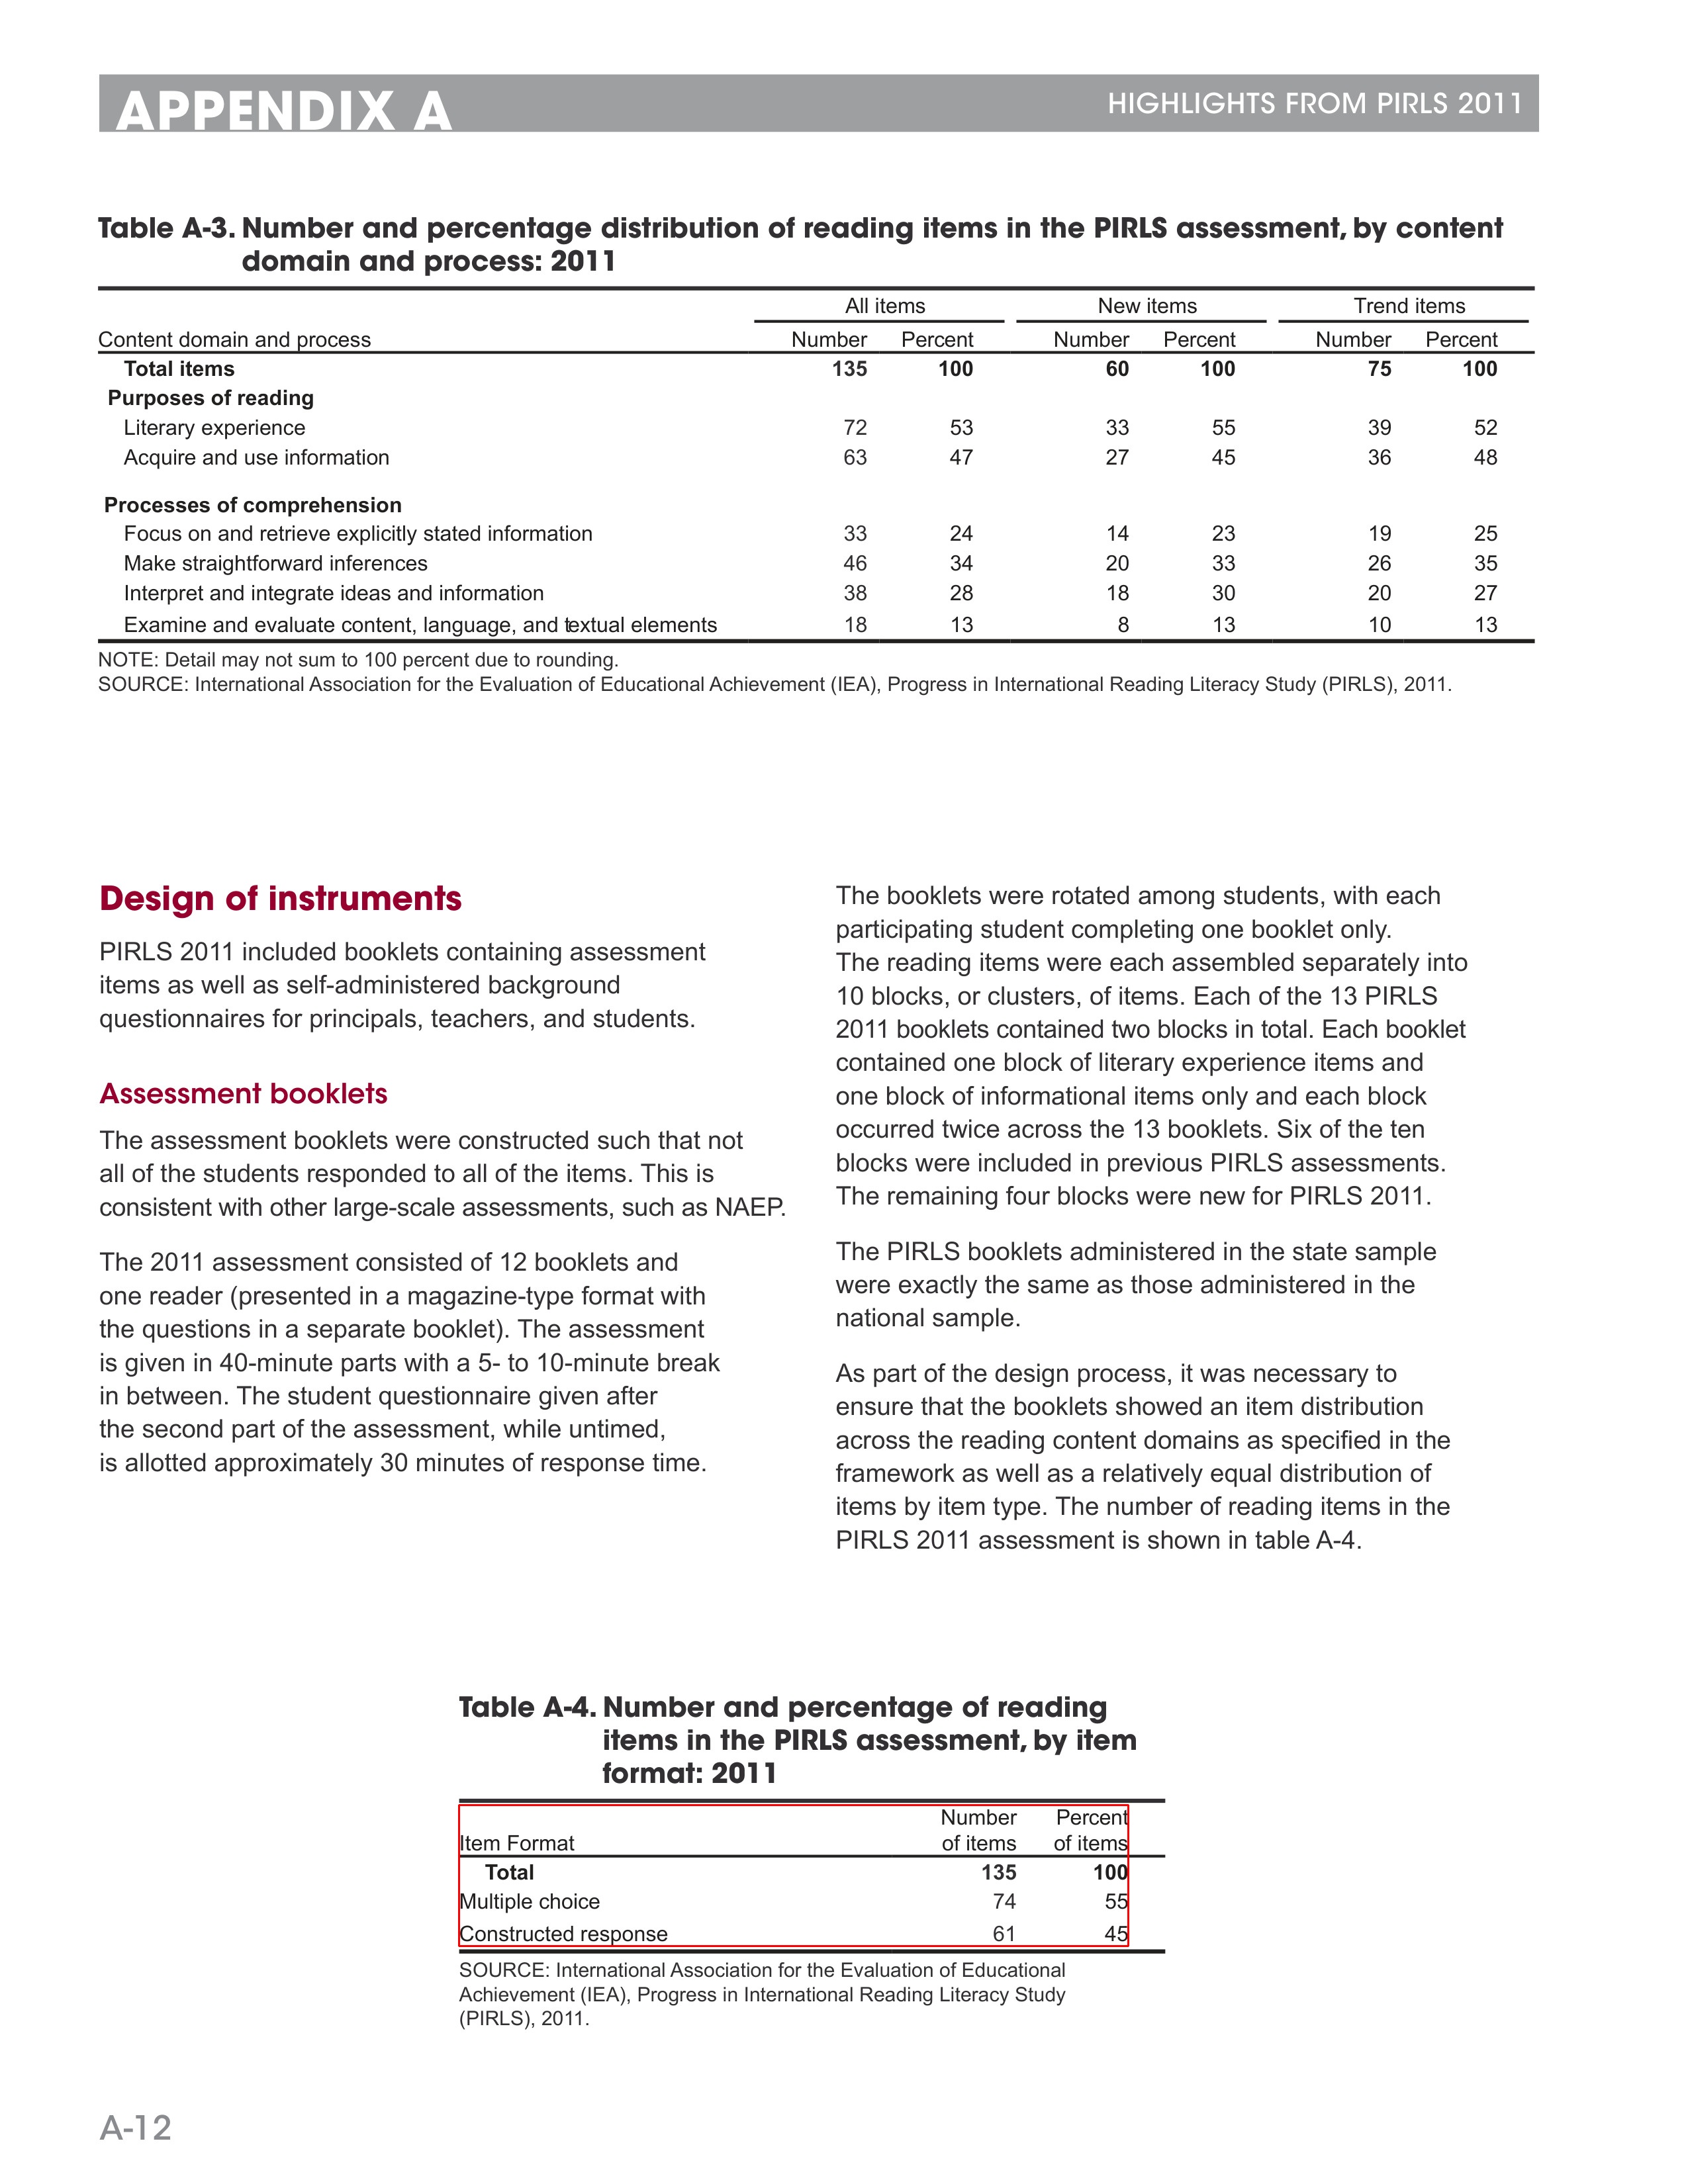 APPENDIX A
HIGHLIGHTS FROM PIRLS 2011
Table A-3. Number and percentage distribution of reading items in the PIRLS assessment, by content
domain and process: 2011
All items New items Trend items
Content domain and process Number Percent Number Percent Number Percent
Total items 135 100 60 100 75 100
Purposes of reading
Literary experience 72 53 33 55 39 52
Acquire and use information 63 47 27 45 36 48
Processes of comprehension
Focus on and retrieve explicitly stated information 33 24 14 23 19 25
Make straightforward inferences 46 34 20 33 26 35
Interpret and integrate ideas and information 38 28 18 30 20 27
Examine and evaluate content, language, and textual elements 18 13 8 13 10 13
NOTE: Detail may not sum to 100 percent due to rounding.
SOURCE: International Association for the Evaluation of Educational Achievement (IEA), Progress in International Reading Literacy Study (PIRLS), 2011.
Design of instruments
PIRLS 2011 included booklets containing assessment
items as well as self-administered background
questionnaires for principals, teachers, and students.
Assessment booklets
The assessment booklets were constructed such that not
all of the students responded to all of the items. This is
consistent with other large-scale assessments, such as NAEP.
The 2011 assessment consisted of 12 booklets and
one reader (presented in a magazine-type format with
the questions in a separate booklet). The assessment
is given in 40-minute parts with a 5- to 10-minute break
in between. The student questionnaire given after
the second part of the assessment, while untimed,
is allotted approximately 30 minutes of response time.
The booklets were rotated among students, with each
participating student completing one booklet only.
The reading items were each assembled separately into
10 blocks, or clusters, of items. Each of the 13 PIRLS
2011 booklets contained two blocks in total. Each booklet
contained one block of literary experience items and
one block of informational items only and each block
occurred twice across the 13 booklets. Six of the ten
blocks were included in previous PIRLS assessments.
The remaining four blocks were new for PIRLS 2011.
The PIRLS booklets administered in the state sample
were exactly the same as those administered in the
national sample.
As part of the design process, it was necessary to
ensure that the booklets showed an item distribution
across the reading content domains as specified in the
framework as well as a relatively equal distribution of
items by item type. The number of reading items in the
PIRLS 2011 assessment is shown in table A-4.
Table A-4. Number and percentage of reading
items in the PIRLS assessment, by item
format: 2011
Number Percent
Item Format of items of items
Total 135 100
Multiple choice 74 55
Constructed response 61 45
SOURCE: International Association for the Evaluation of Educational
Achievement (IEA), Progress in International Reading Literacy Study
(PIRLS), 2011.
A-12